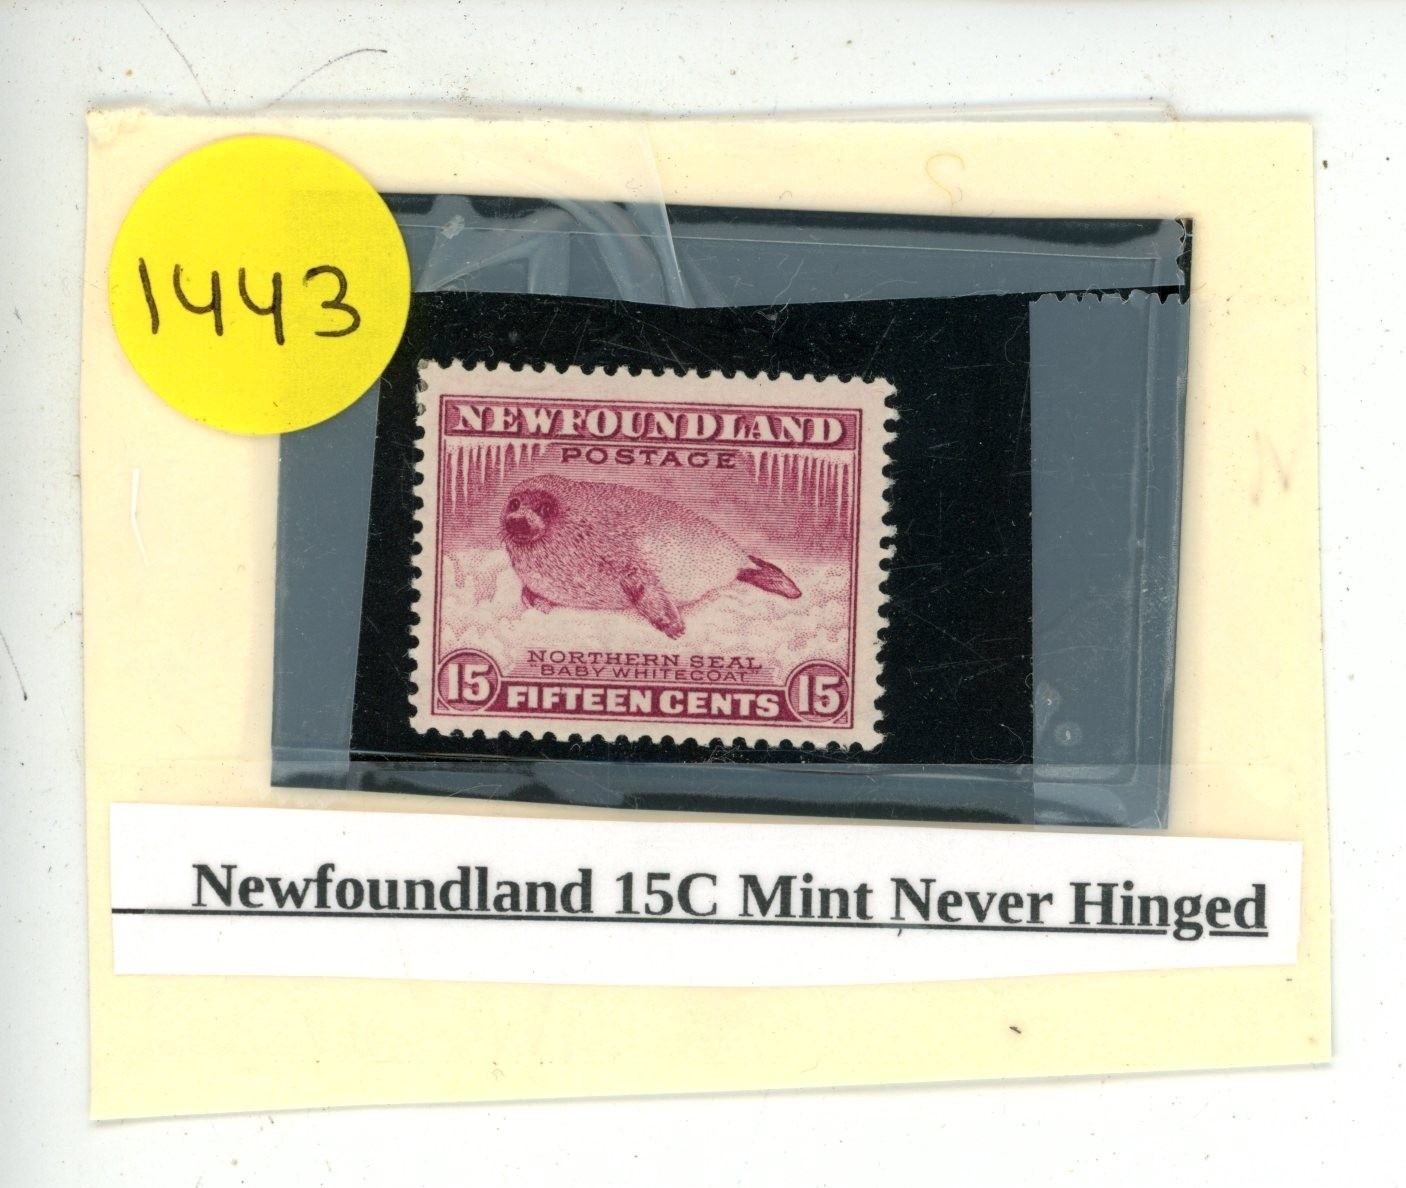 1443
NEWFOUNDLAND
POSTAGE
NORTHERN SEAL
"BABY WHITECOAT"
15 FIFTEEN CENTS 15
Newfoundland 15C Mint Never Hinged